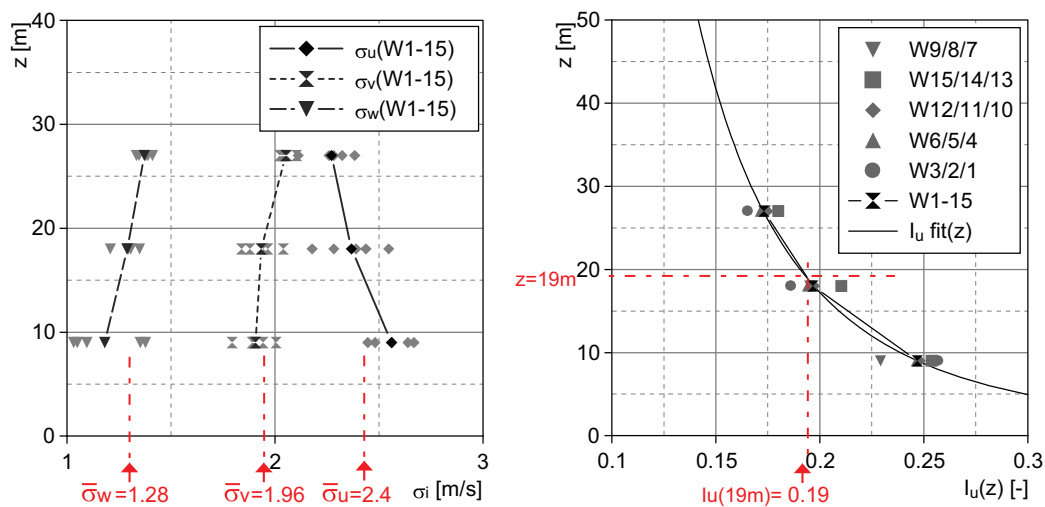 z [m]
40
30
20
10
0
1
2
3
σu(W1-15)
σv(W1-15)
σw(W1-15)
σ̅w=1.28
σ̅v=1.96
σ̅u=2.4
σi [m/s]
z [m]
50
40
30
20
10
0
0.1
0.15
0.2
0.25
0.3
W9/8/7
W15/14/13
W12/11/10
W6/5/4
W3/2/1
W1-15
Iu fit(z)
z=19m
Iu(19m)= 0.19
Iu(z) [-]